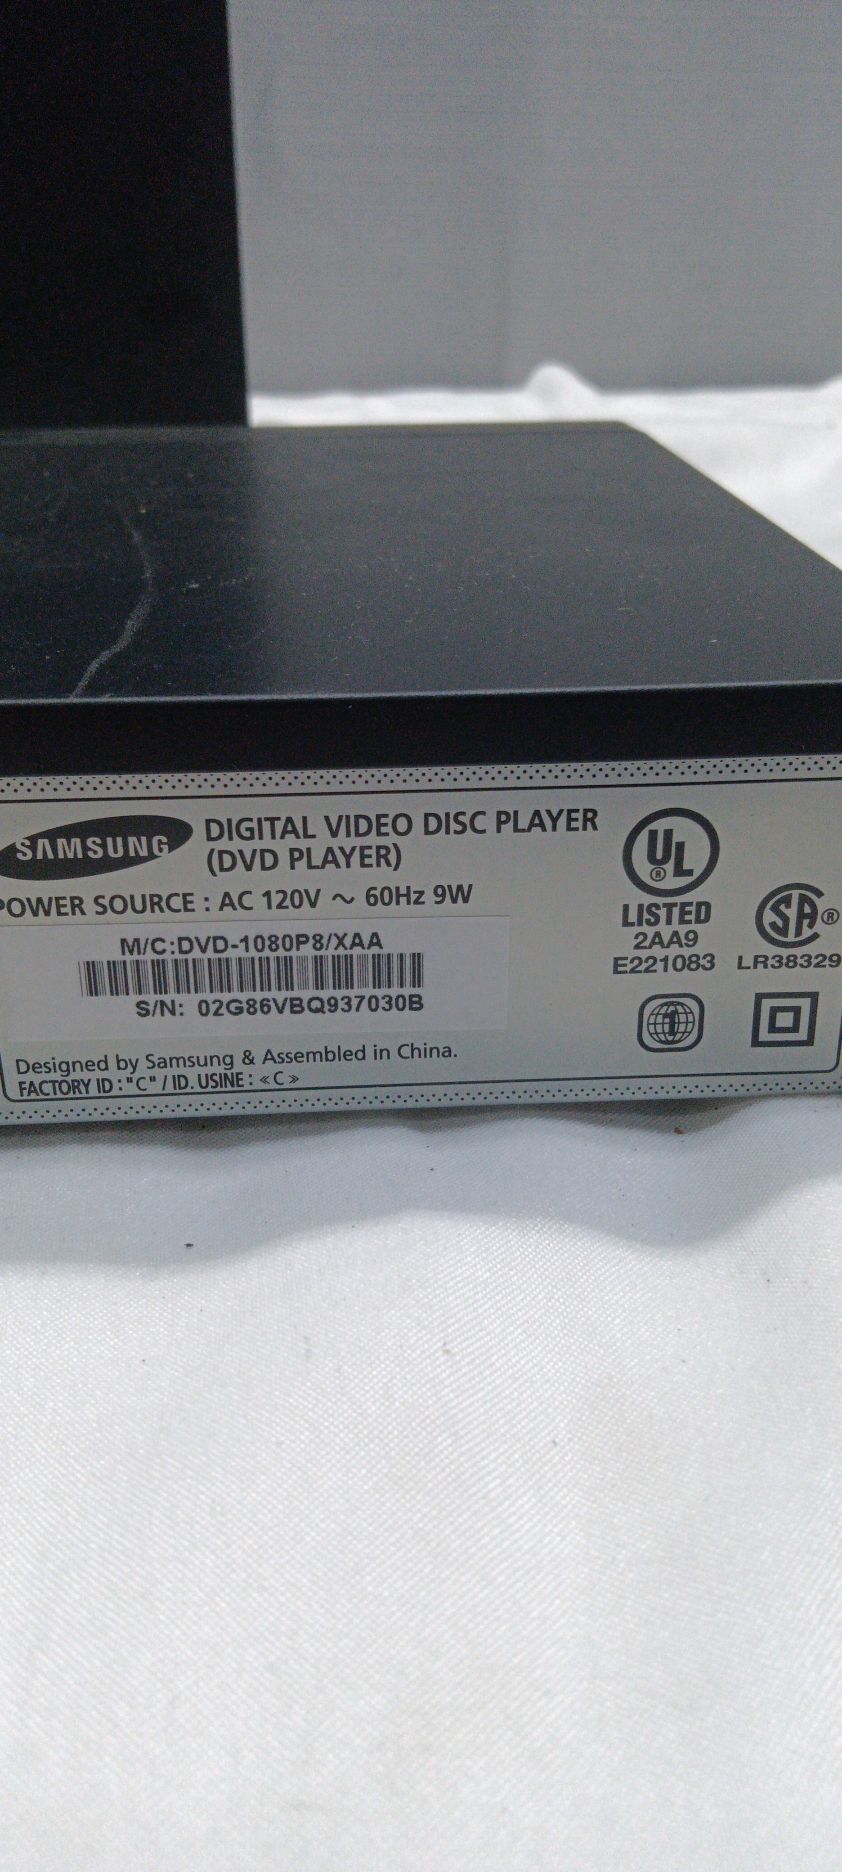 SAMSUNG
DIGITAL VIDEO DISC PLAYER
(DVD PLAYER)
POWER SOURCE : AC 120V ~ 60Hz 9W
M/C:DVD-1080P8/XAA
S/N: 02G86VBQ937030B
Designed by Samsung & Assembled in China.
FACTORY ID : "C" / ID. USINE : «C»
UL ®
LISTED
2AA9
E221083
SA ®
LR38329
1